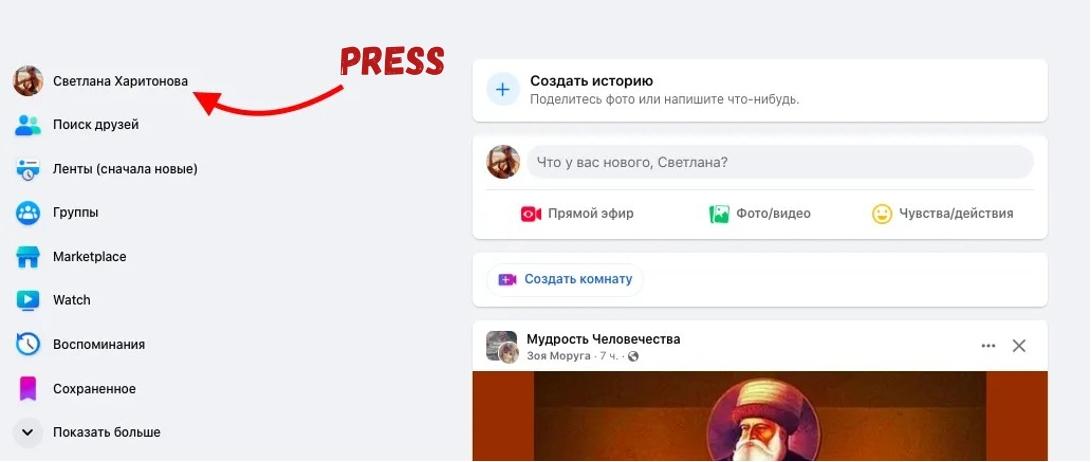 PRESS
Светлана Харитонова
Поиск друзей
Ленты (сначала новые)
Группы
Marketplace
Watch
Воспоминания
Сохраненное
Показать больше
Создать историю
Поделитесь фото или напишите что-нибудь.
Что у вас нового, Светлана?
Прямой эфир
Фото/видео
Чувства/действия
Создать комнату
Мудрость Человечества
Зоя Моруга · 7 ч. ·